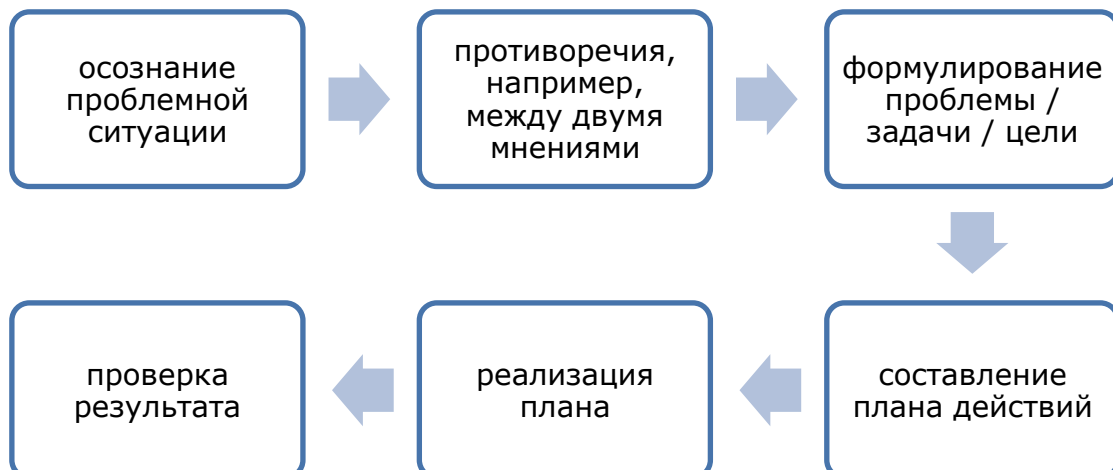 осознание
проблемной
ситуации
противоречия,
например,
между двумя
мнениями
формулирование
проблемы /
задачи / цели
составление
плана действий
реализация
плана
проверка
результата